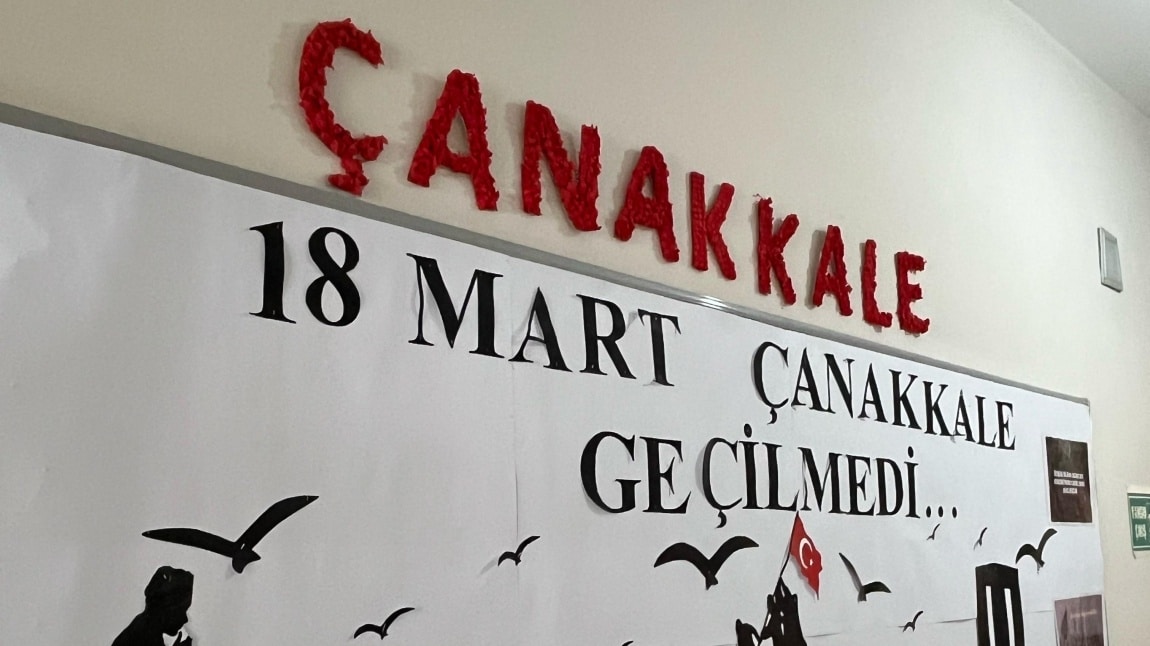 ÇANAKKALE
18 MART ÇANAKKALE
GEÇİLMEDİ...